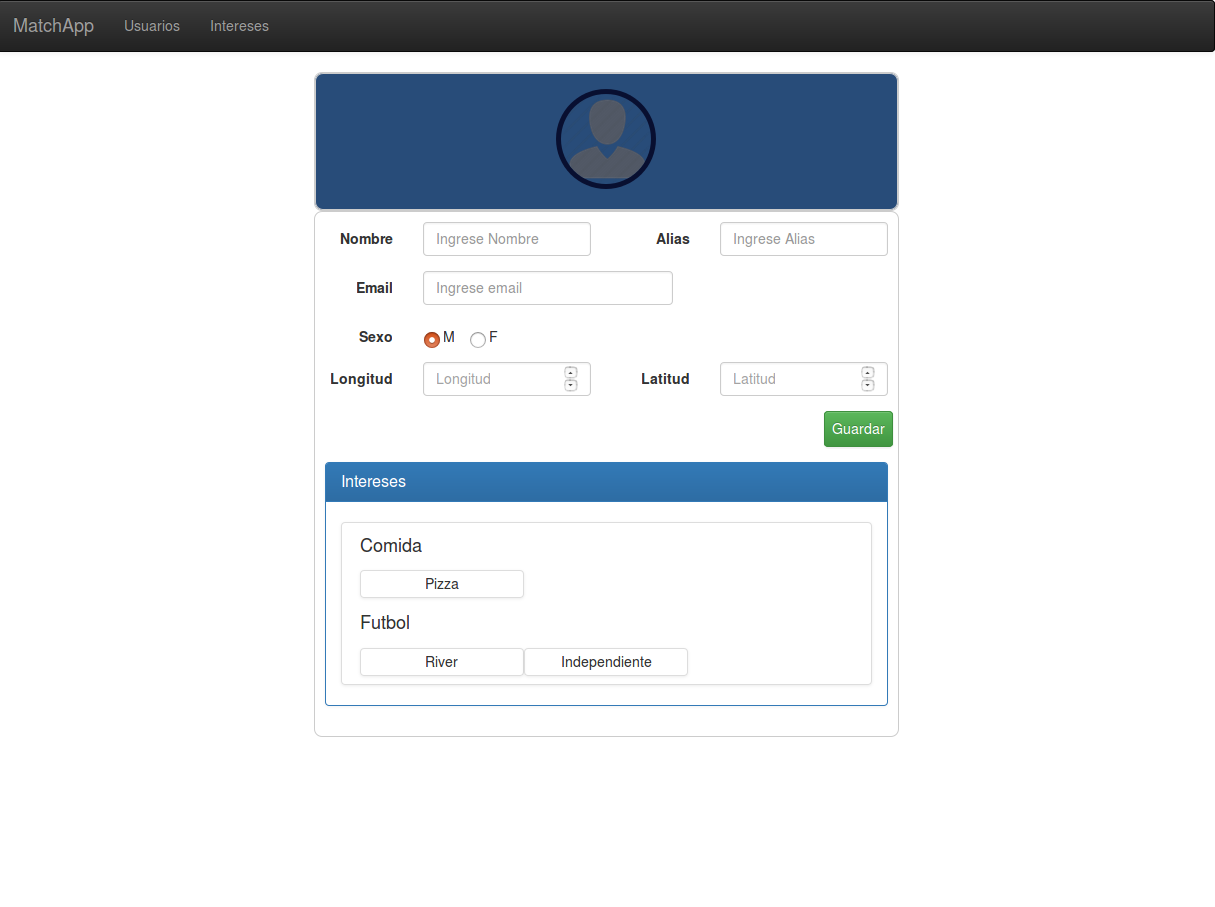 MatchApp Usuarios Intereses
Nombre Ingrese Nombre Alias Ingrese Alias
Email Ingrese email
Sexo M F
Longitud Longitud Latitud Latitud
Guardar
Intereses
Comida
Pizza
Futbol
River Independiente